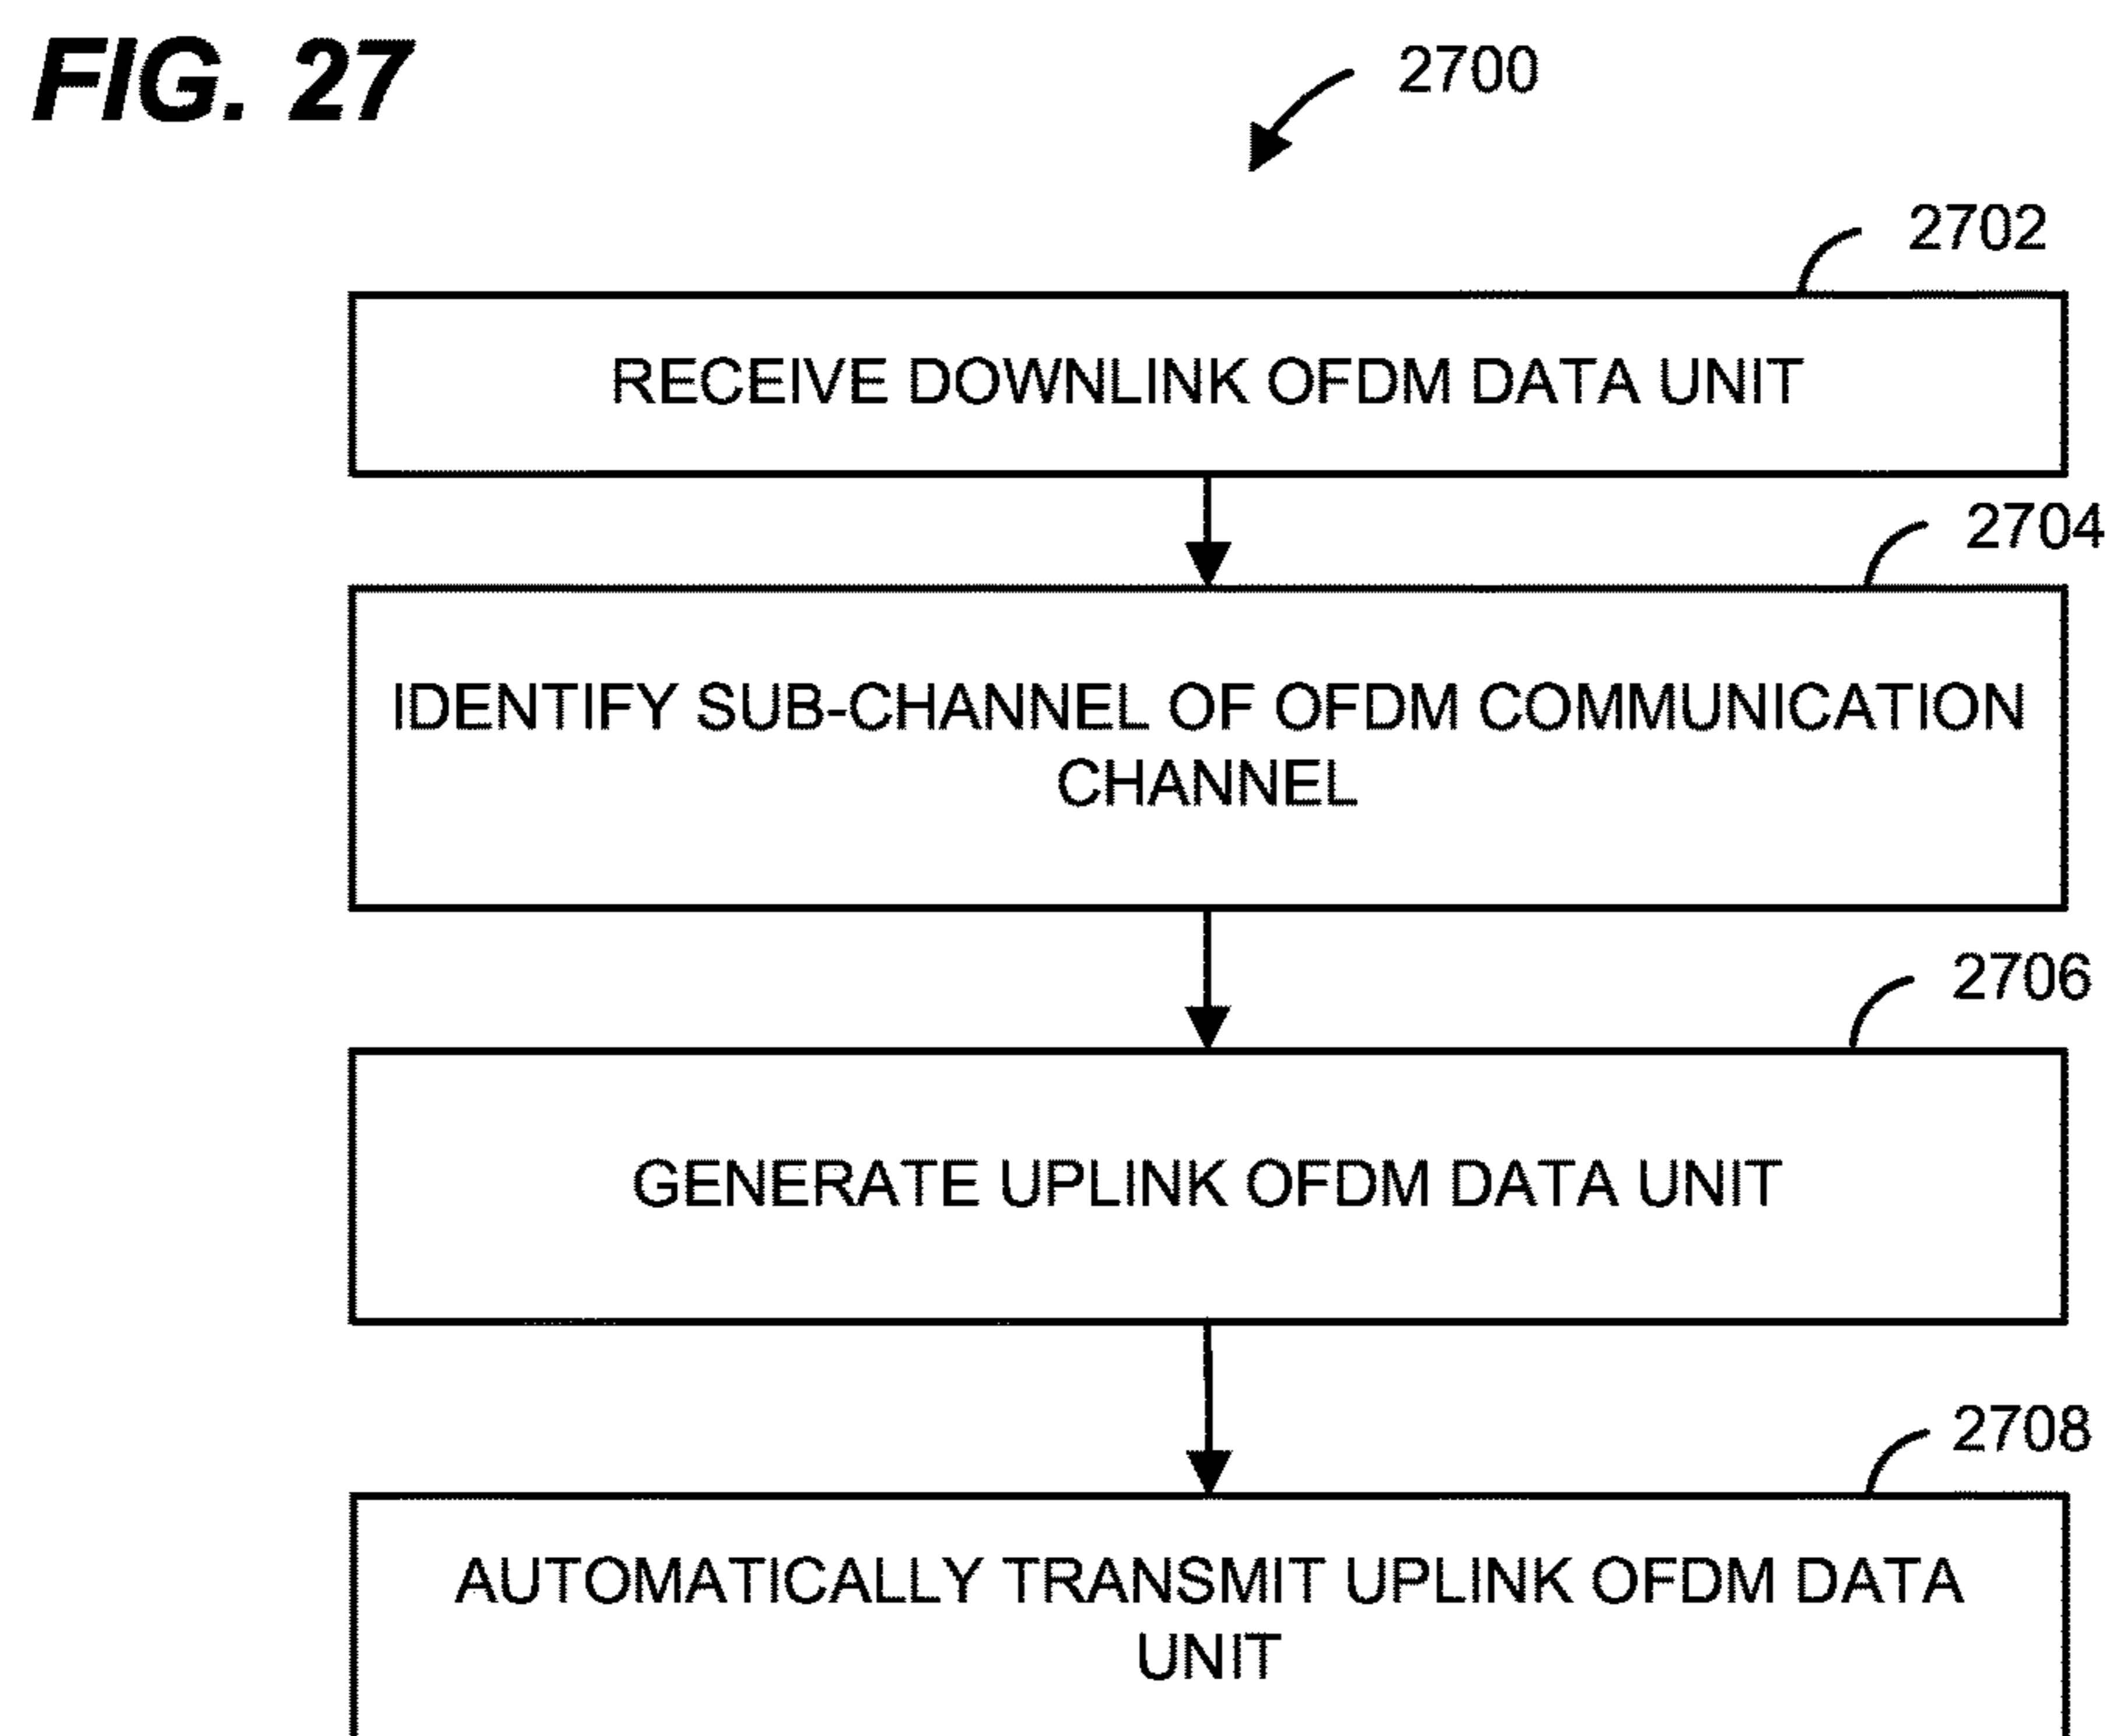 FIG. 27
2700
2702
RECEIVE DOWNLINK OFDM DATA UNIT
2704
IDENTIFY SUB-CHANNEL OF OFDM COMMUNICATION
CHANNEL
2706
GENERATE UPLINK OFDM DATA UNIT
2708
AUTOMATICALLY TRANSMIT UPLINK OFDM DATA
UNIT